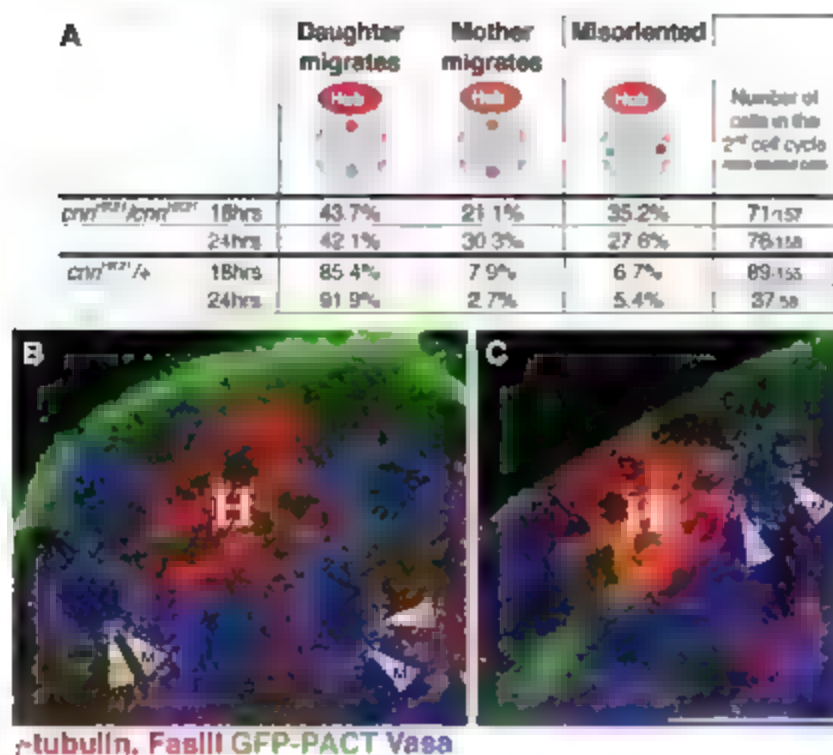 A
Daughter Mother Misoriented
migrates migrates
Hub Hub Hub
Number of
cells in the
2nd cell cycle
18hrs 43.7% 21.1% 35.2% 71/157
24hrs 42.1% 30.3% 27.6% 76/158
18hrs 85.4% 7.9% 6.7% 89/155
24hrs 91.9% 2.7% 5.4% 37/58
B C
H H
M M M
γ-tubulin, FasIII GFP-PACT Vasa